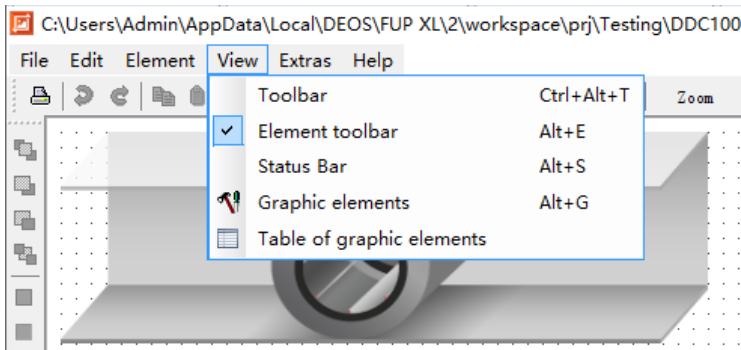 C:\Users\Admin\AppData\Local\DEOS\FUP XL\2\workspace\prj\Testing\DDC100
File Edit Element View Extras Help
Zoom
Toolbar Ctrl+Alt+T
Element toolbar Alt+E
Status Bar Alt+S
Graphic elements Alt+G
Table of graphic elements